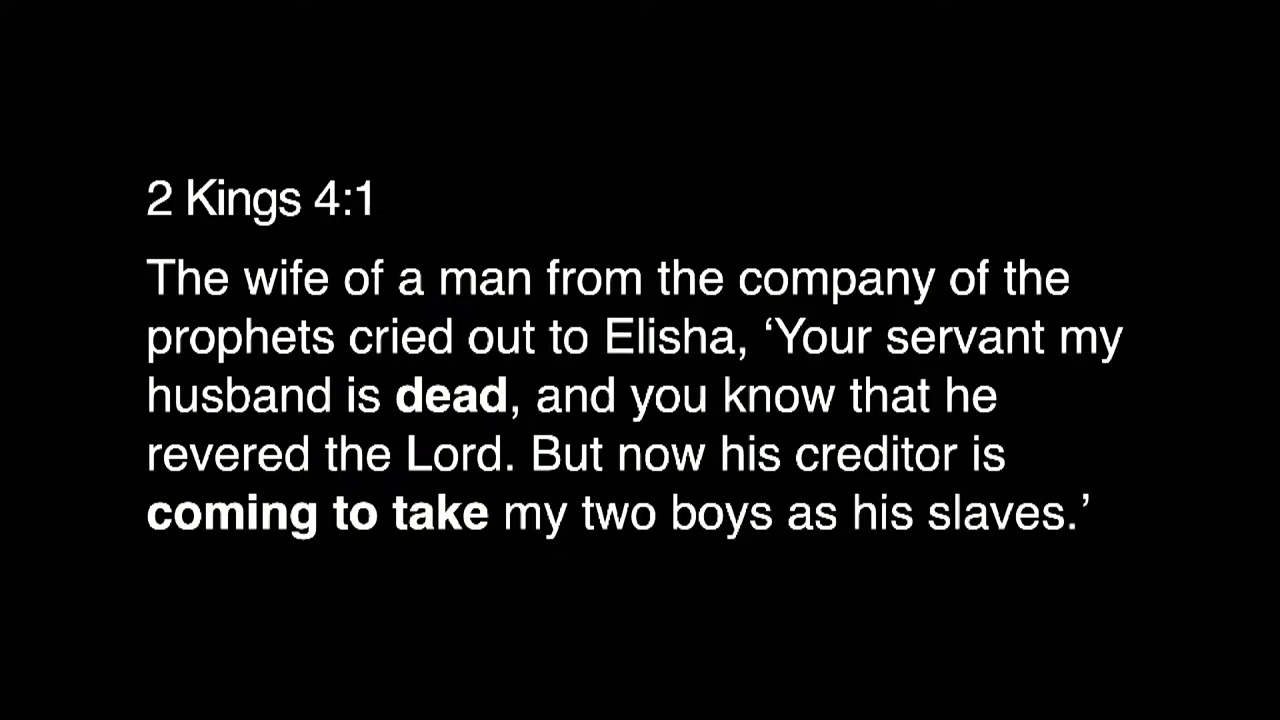 2 Kings 4:1
The wife of a man from the company of the
prophets cried out to Elisha, ‘Your servant my
husband is dead, and you know that he
revered the Lord. But now his creditor is
coming to take my two boys as his slaves.’